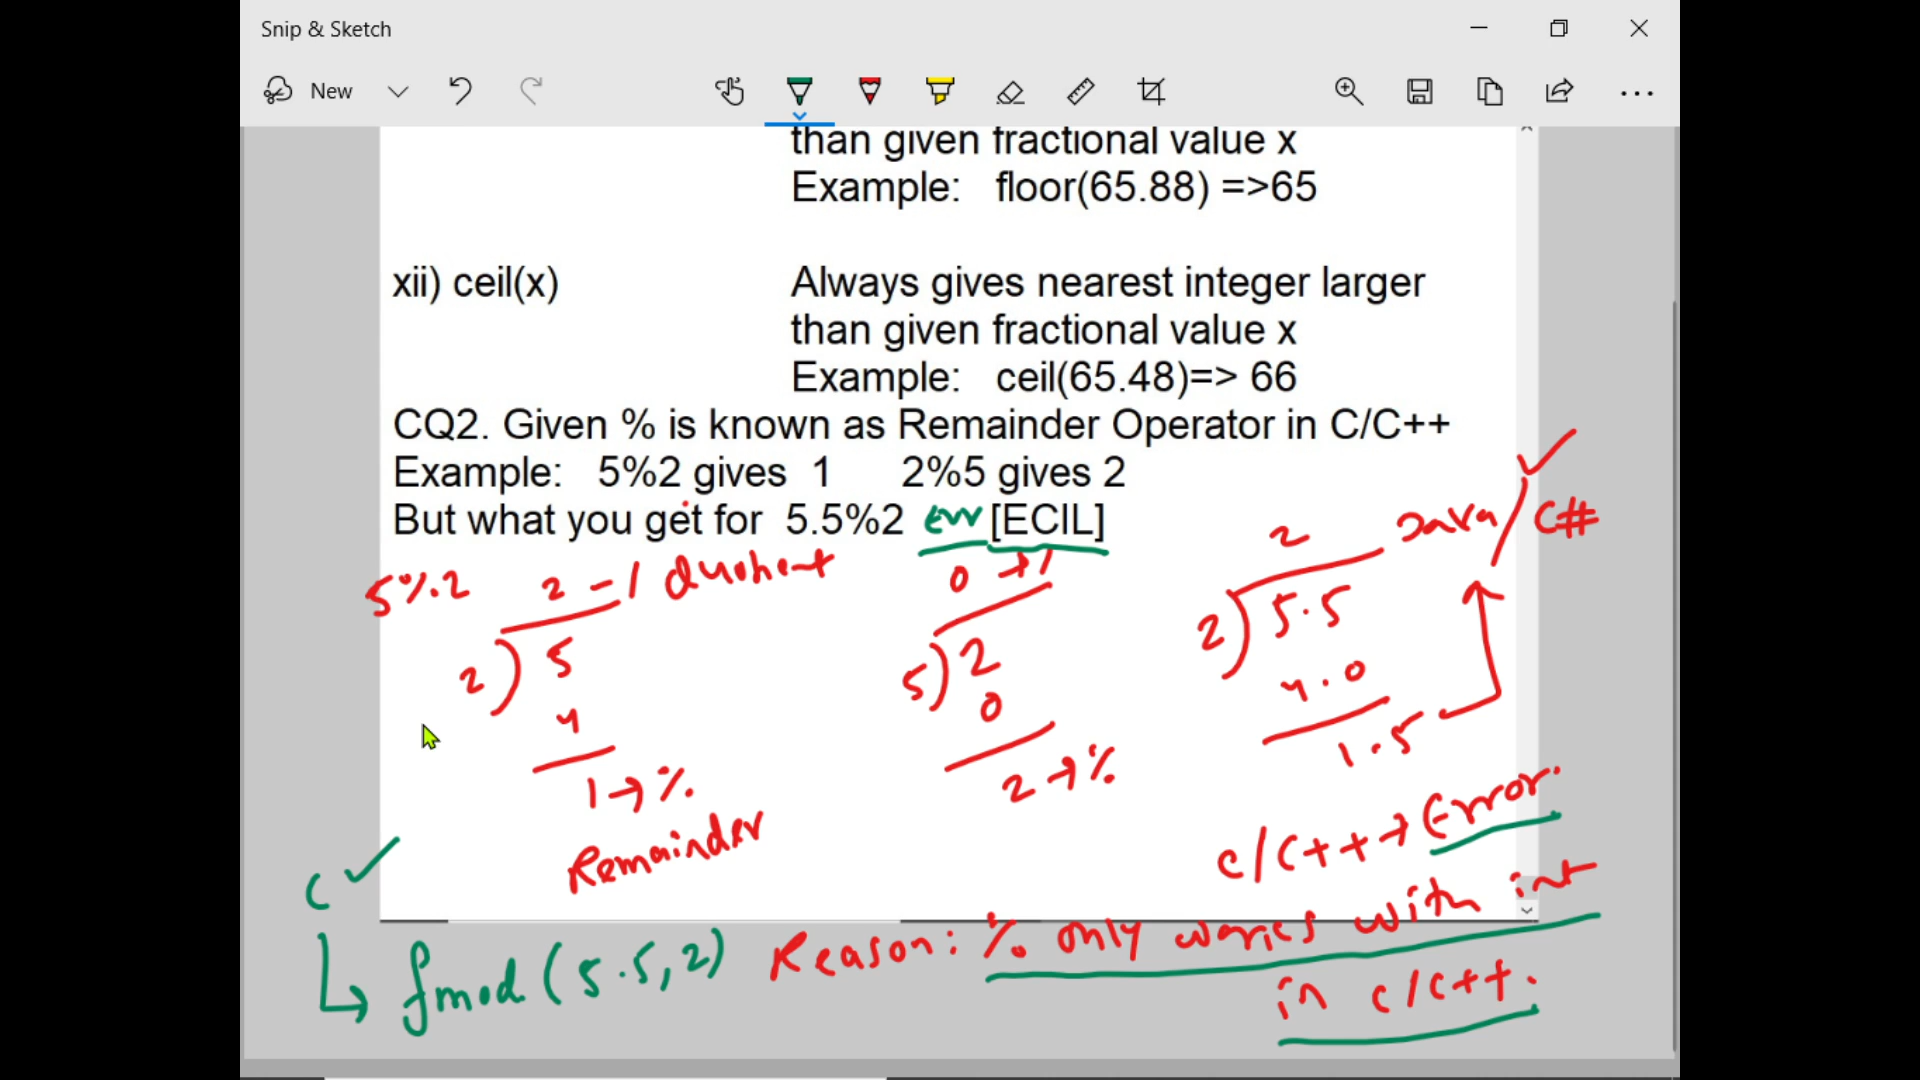 Snip & Sketch
New
than given fractional value x
Example: floor(65.88) =>65
xii) ceil(x) Always gives nearest integer larger
than given fractional value x
Example: ceil(65.48)=> 66
CQ2. Given % is known as Remainder Operator in C/C++
Example: 5%2 gives 1 2%5 gives 2
But what you get for 5.5%2 Err [ECIL]
5%2
2 - / Quotient
2) 5
4
1 → %
Remainder
0 → /
5) 2
0
2 → %
2
Java / C#
2) 5.5
4.0
1.5
C/C++ → Error.
C
fmod (5.5,2)
Reason: % only works with int
in C/C++.